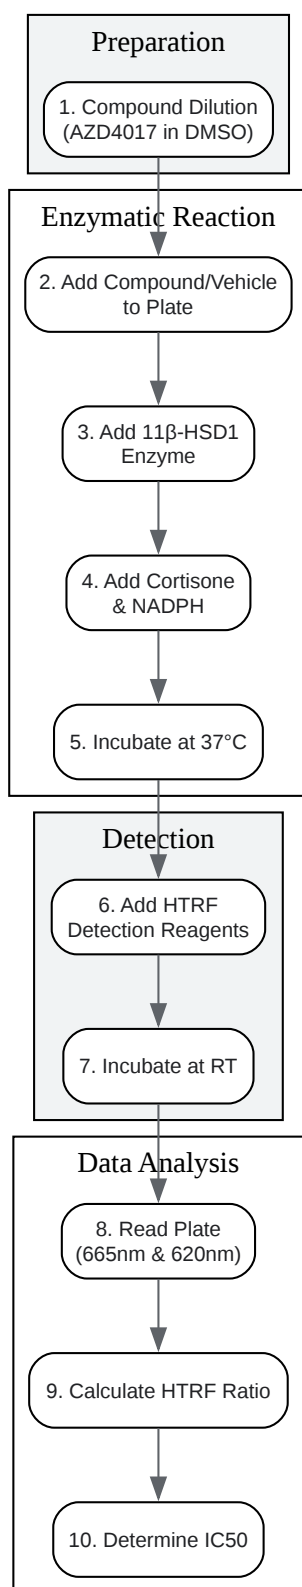 Preparation
1. Compound Dilution
(AZD4017 in DMSO)
Enzymatic Reaction
2. Add Compound/Vehicle
to Plate
3. Add 11β-HSD1
Enzyme
4. Add Cortisone
& NADPH
5. Incubate at 37°C
Detection
6. Add HTRF
Detection Reagents
7. Incubate at RT
Data Analysis
8. Read Plate
(665nm & 620nm)
9. Calculate HTRF Ratio
10. Determine IC50